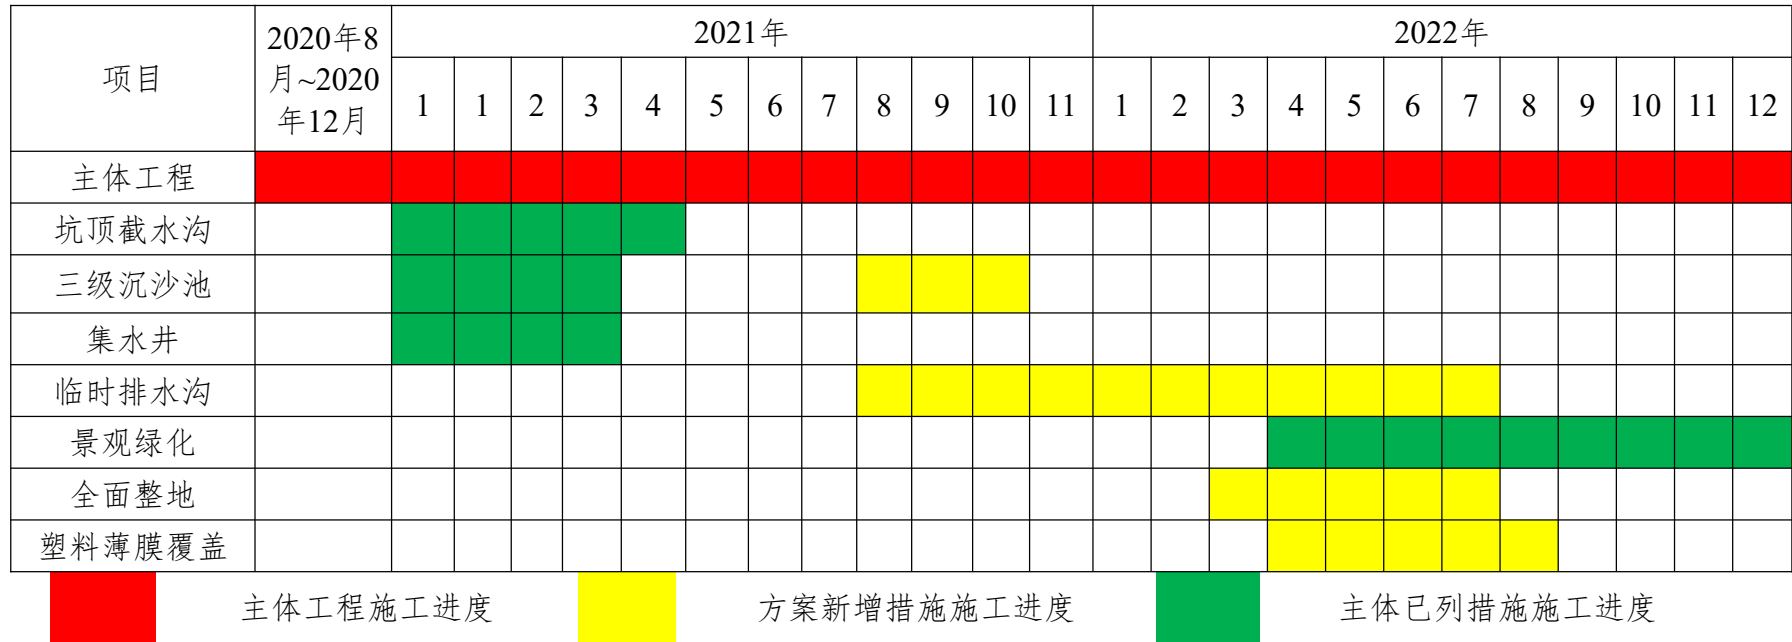 项目 2020年8月~2020年12月 2021年 2022年
1 1 2 3 4 5 6 7 8 9 10 11 1 2 3 4 5 6 7 8 9 10 11 12
主体工程
坑顶截水沟
三级沉沙池
集水井
临时排水沟
景观绿化
全面整地
塑料薄膜覆盖
主体工程施工进度 方案新增措施施工进度 主体已列措施施工进度